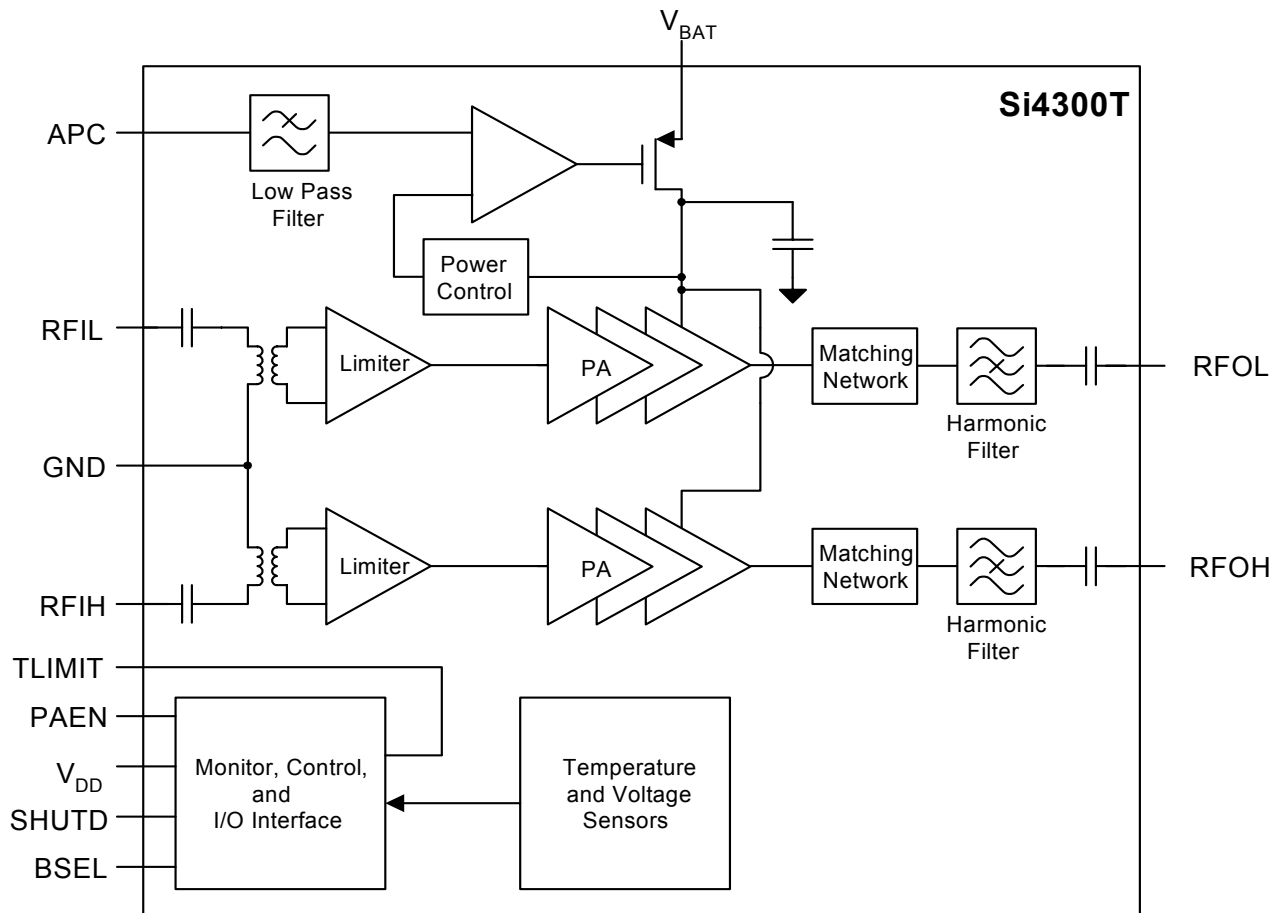 V_BAT
Si4300T
APC
Low Pass
Filter
Power
Control
RFIL
Limiter
PA
Matching
Network
Harmonic
Filter
RFOL
GND
RFIH
Limiter
PA
Matching
Network
Harmonic
Filter
RFOH
TLIMIT
PAEN
V_DD
SHUTD
BSEL
Monitor, Control,
and
I/O Interface
Temperature
and Voltage
Sensors